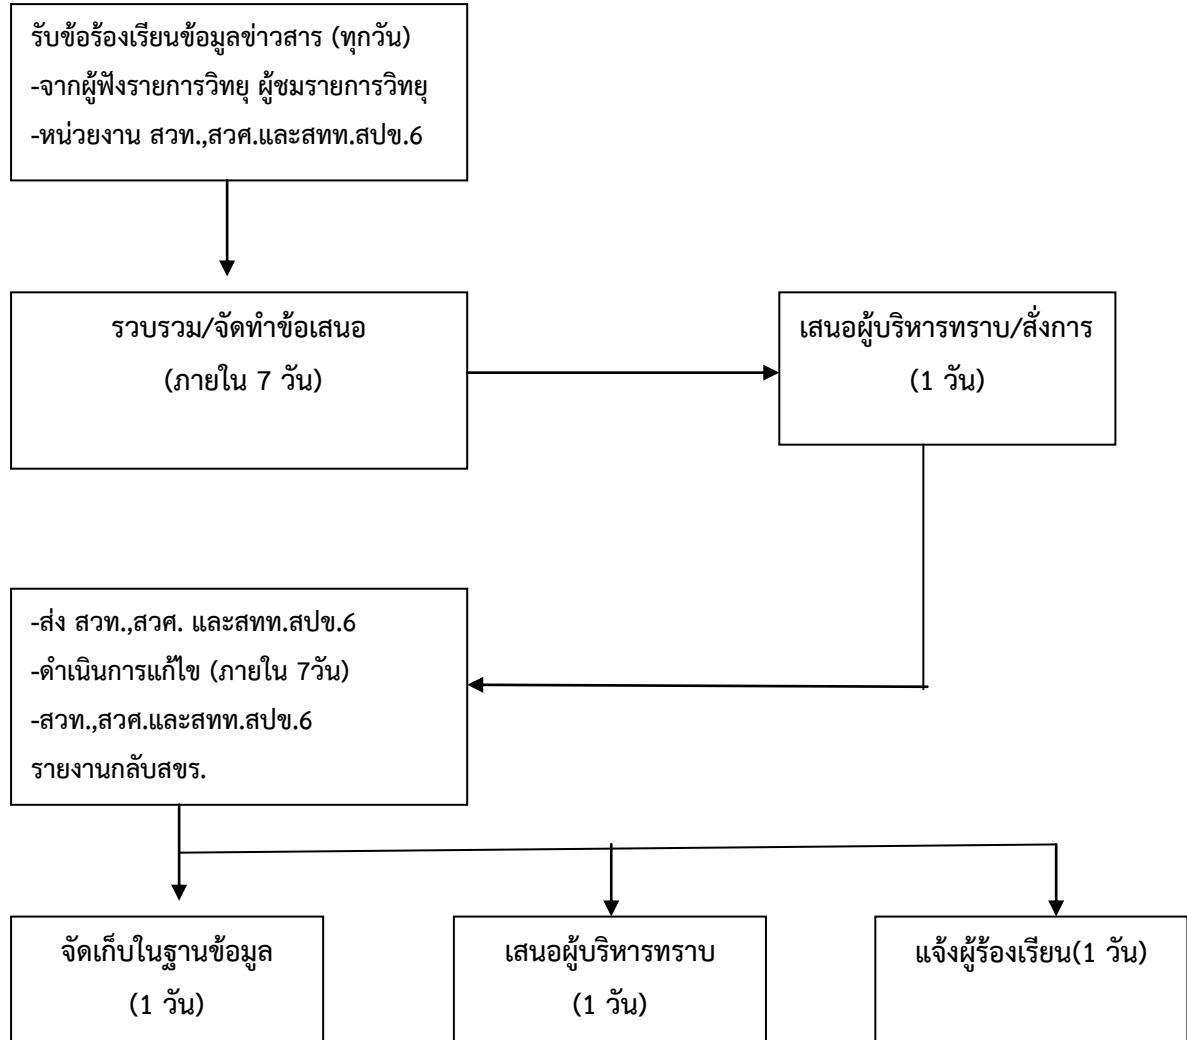 รับข้อร้องเรียนข้อมูลข่าวสาร (ทุกวัน)
-จากผู้ฟังรายการวิทยุ ผู้ชมรายการวิทยุ
-หน่วยงาน สวท.,สวศ.และสทท.สปข.6
รวบรวม/จัดทำข้อเสนอ
(ภายใน 7 วัน)
เสนอผู้บริหารทราบ/สั่งการ
(1 วัน)
-ส่ง สวท.,สวศ. และสทท.สปข.6
-ดำเนินการแก้ไข (ภายใน 7วัน)
-สวท.,สวศ.และสทท.สปข.6
รายงานกลับสขร.
จัดเก็บในฐานข้อมูล
(1 วัน)
เสนอผู้บริหารทราบ
(1 วัน)
แจ้งผู้ร้องเรียน(1 วัน)